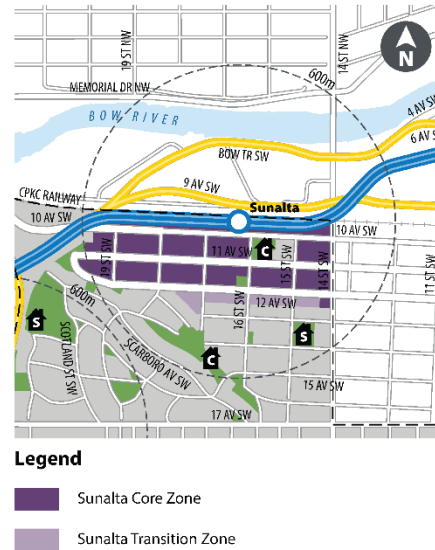 19 ST NW
14 ST NW
N
600m
MEMORIAL DR NW
BOW RIVER
4 AV SW
6 AV SW
BOW TR SW
CPKC RAILWAY
9 AV SW
Sunalta
10 AV SW
10 AV SW
11 AV SW
C
19 ST SW
15 ST SW
14 ST SW
11 ST SW
600m
12 AV SW
16 ST SW
S
S
SCOTLAND ST SW
SCARBORO AV SW
C
15 AV SW
17 AV SW
Legend
Sunalta Core Zone
Sunalta Transition Zone